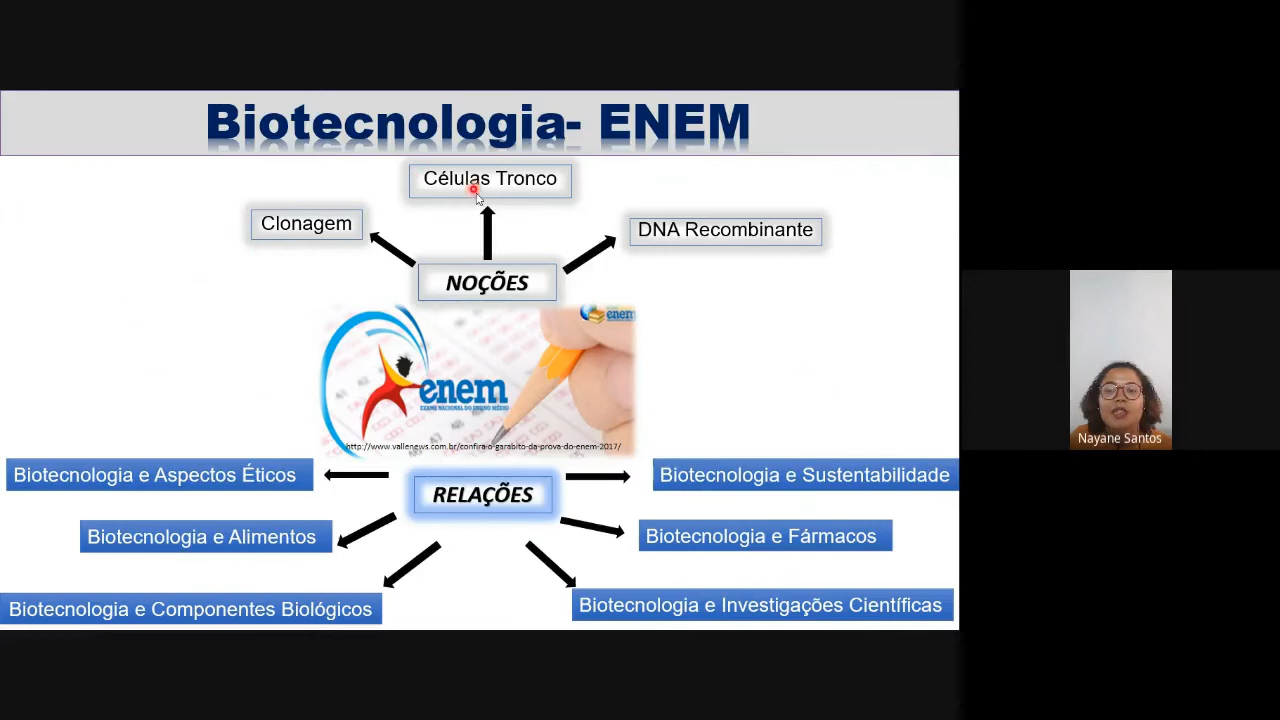 Biotecnologia- ENEM
Células Tronco
Clonagem
DNA Recombinante
NOÇÕES
enem
enem
EXAME NACIONAL DO ENSINO MÉDIO
http://www.vallenews.com.br/confira-o-garabito-da-prova-do-enem-2017/
Nayane Santos
Biotecnologia e Aspectos Éticos
RELAÇÕES
Biotecnologia e Sustentabilidade
Biotecnologia e Alimentos
Biotecnologia e Fármacos
Biotecnologia e Componentes Biológicos
Biotecnologia e Investigações Científicas